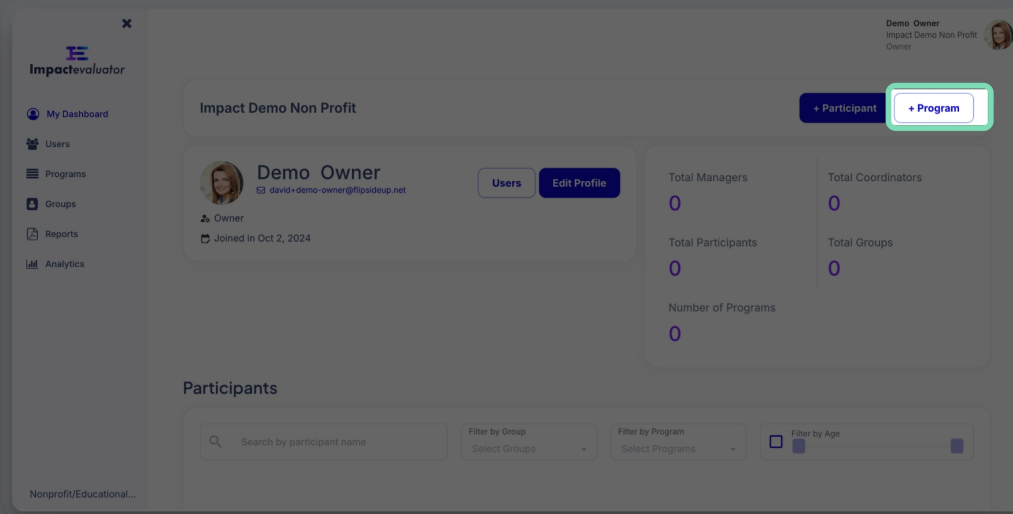 Demo Owner
Impact Demo Non Profit
Owner
Impactevaluator
My Dashboard
Users
Programs
Groups
Reports
Analytics
Nonprofit/Educational...
Impact Demo Non Profit
+ Participant
+ Program
Demo Owner
david+demo-owner@flipsideup.net
Users
Edit Profile
Owner
Joined in Oct 2, 2024
Total Managers
0
Total Coordinators
0
Total Participants
0
Total Groups
0
Number of Programs
0
Participants
Search by participant name
Filter by Group
Select Groups
Filter by Program
Select Programs
Filter by Age